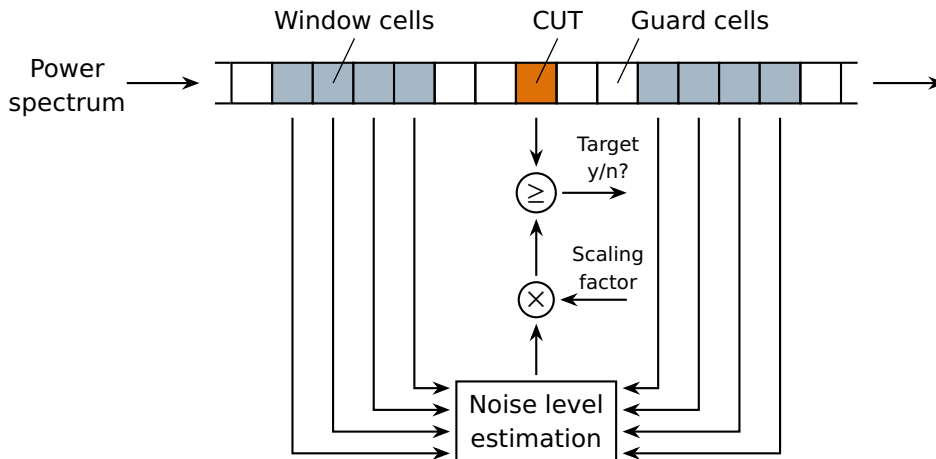 Window cells
CUT
Guard cells
Power
spectrum
Target
y/n?
≥
Scaling
factor
×
Noise level
estimation